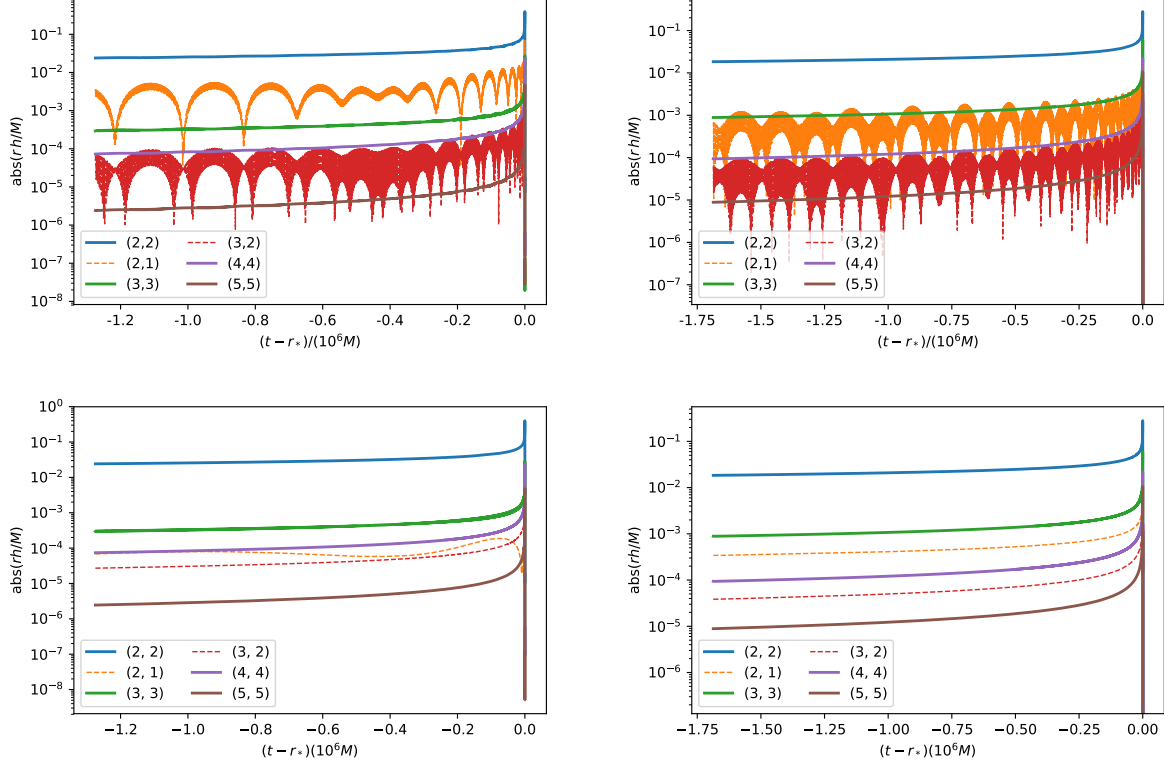 10⁻¹
10⁻²
10⁻³
10⁻⁴
10⁻⁵
10⁻⁶
10⁻⁷
10⁻⁸
abs(rh/M)
(2,2) (3,2)
(2,1) (4,4)
(3,3) (5,5)
-1.2 -1.0 -0.8 -0.6 -0.4 -0.2 0.0
(t − r*)/(10⁶M)
10⁻¹
10⁻²
10⁻³
10⁻⁴
10⁻⁵
10⁻⁶
10⁻⁷
abs(rh/M)
(2,2) (3,2)
(2,1) (4,4)
(3,3) (5,5)
-1.75 -1.50 -1.25 -1.00 -0.75 -0.50 -0.25 0.0
(t − r*)/(10⁶M)
10⁰
10⁻¹
10⁻²
10⁻³
10⁻⁴
10⁻⁵
10⁻⁶
10⁻⁷
10⁻⁸
abs(rh/M)
(2, 2) (3, 2)
(2, 1) (4, 4)
(3, 3) (5, 5)
−1.2 −1.0 −0.8 −0.6 −0.4 −0.2 0.0
(t − r*)(10⁶M)
10⁻¹
10⁻²
10⁻³
10⁻⁴
10⁻⁵
10⁻⁶
abs(rh/M)
(2, 2) (3, 2)
(2, 1) (4, 4)
(3, 3) (5, 5)
−1.75 −1.50 −1.25 −1.00 −0.75 −0.50 −0.25 0.00
(t − r*)(10⁶M)